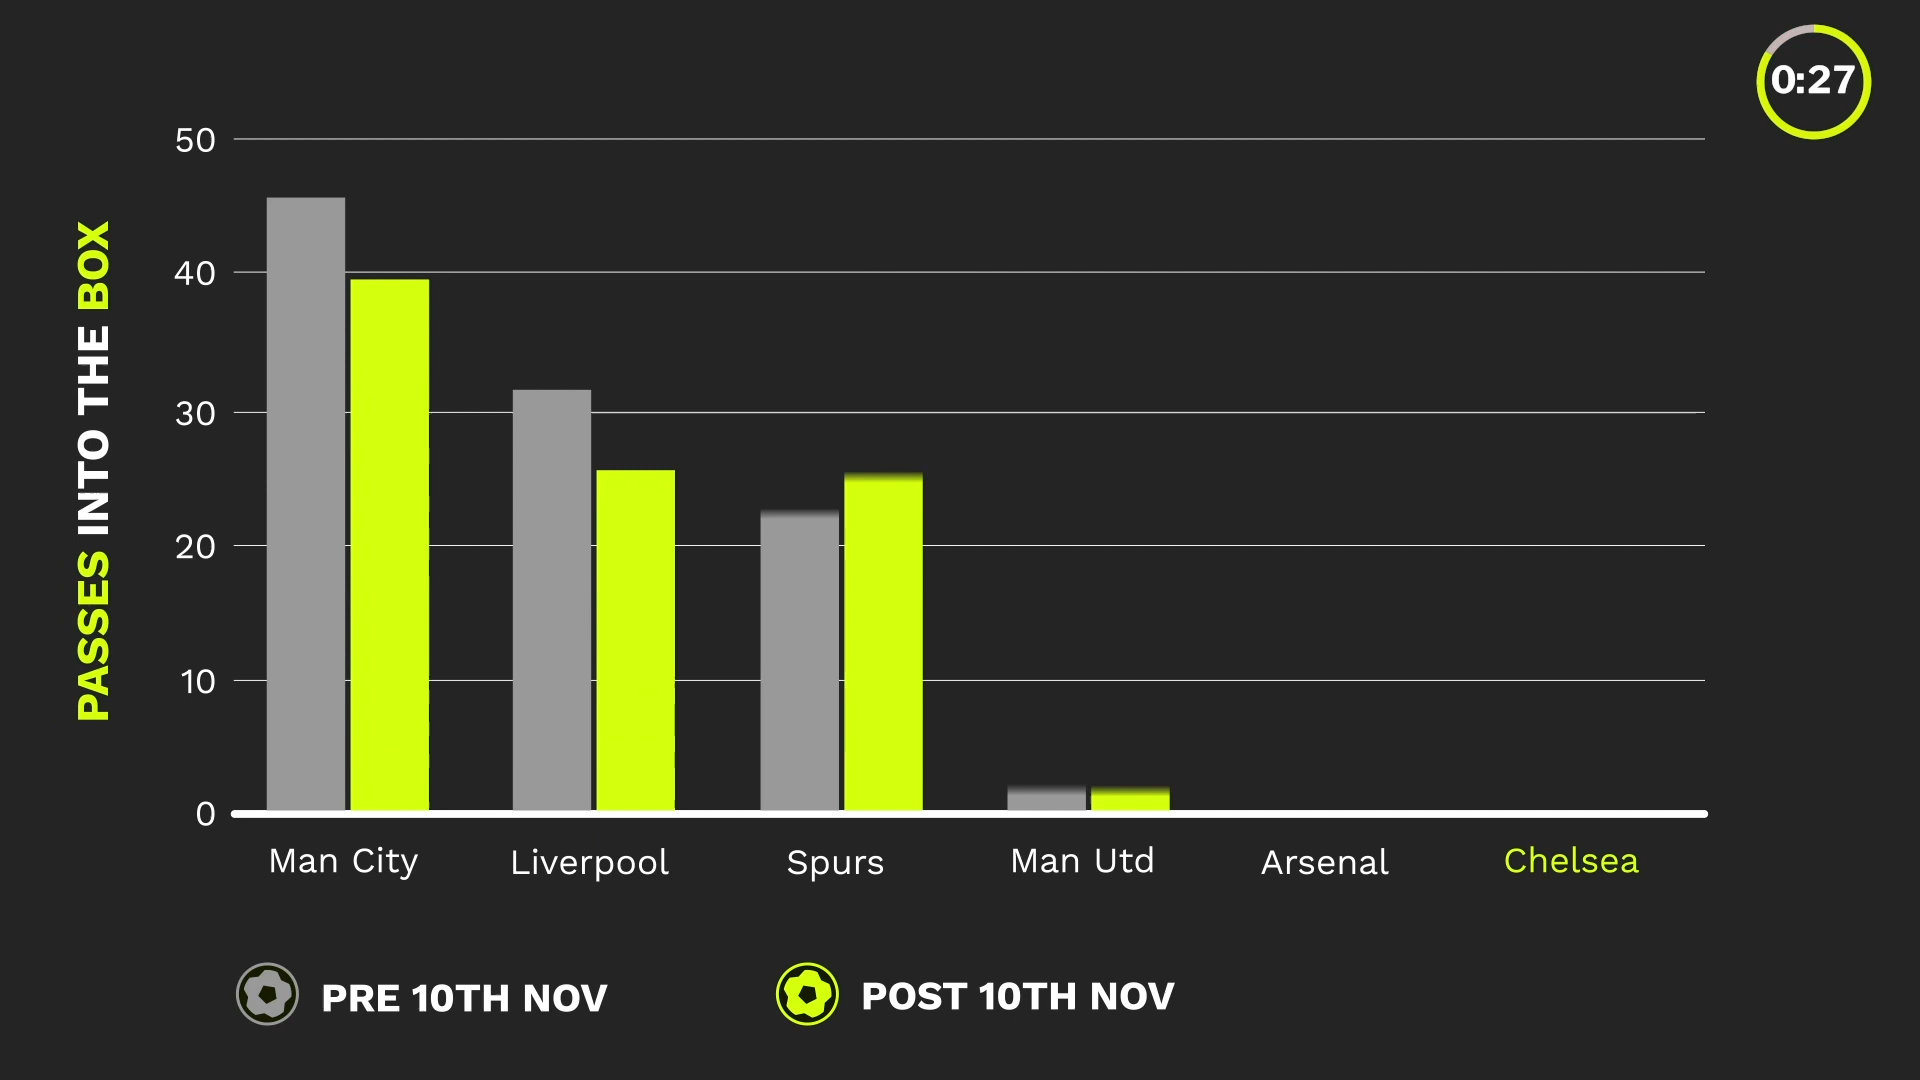 0:27
50
40
30
20
10
0
PASSES INTO THE BOX
Man City
Liverpool
Spurs
Man Utd
Arsenal
Chelsea
PRE 10TH NOV
POST 10TH NOV